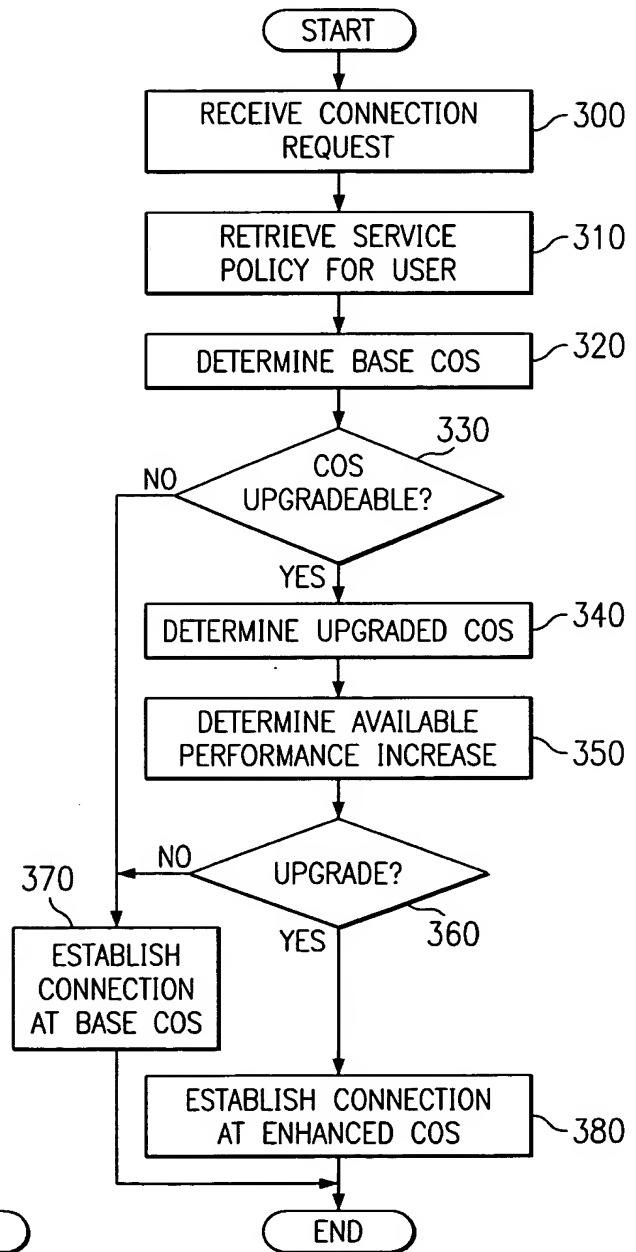 START
RECEIVE CONNECTION
REQUEST
300
RETRIEVE SERVICE
POLICY FOR USER
310
DETERMINE BASE COS
320
330
COS
UPGRADEABLE?
NO
YES
DETERMINE UPGRADED COS
340
DETERMINE AVAILABLE
PERFORMANCE INCREASE
350
NO
UPGRADE?
360
YES
370
ESTABLISH
CONNECTION
AT BASE COS
ESTABLISH CONNECTION
AT ENHANCED COS
380
END